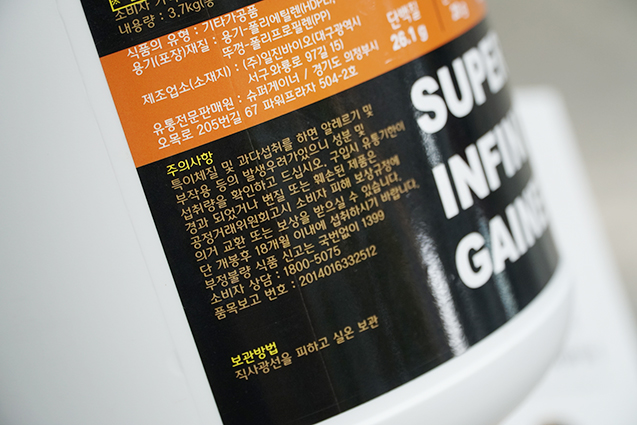 소비자
내용량 : 3.7kg
식품의 유형 : 기타가공품
용기(포장)재질 : 용기-폴리에틸렌(HDPE),
뚜껑-폴리프로필렌(PP)
제조업소(소재지) : (주)일진바이오(대구광역시
서구와룡로 97길 16)
유통전문판매원 : 슈퍼게이너 / 경기도 의정부시
오목로 205번길 67 파워프라자 504-2호
단백질
26.1 g
주의사항
특이체질 및 과다섭취를 하면 알레르기 및
부작용 등의 발생우려가있으니 성분 및
섭취량을 확인하고 드십시오. 구입시 유통기한이
경과 되었거나 변질 또는 훼손된 제품은
공정거래위원회고시 소비자 피해 보상규정에
의거 교환 또는 보상을 받으실 수 있습니다.
단 개봉후 18개월 이내에 섭취하시기 바랍니다.
부정불량 식품 신고는 국번없이 1399
소비자 상담 : 1800-5075
품목보고 번호 : 2014016332512
보관방법
직사광선을 피하고 실온 보관
SUPER
INFIN
GAINE